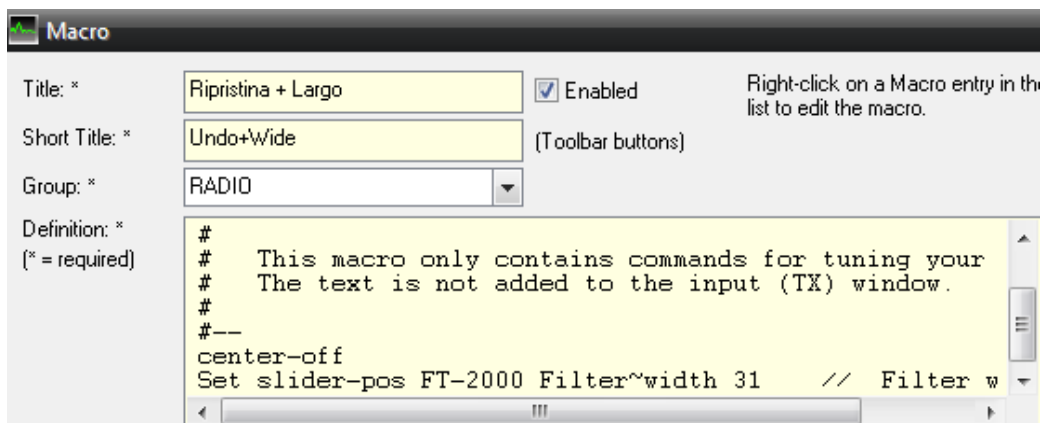 Macro
Title: *
Ripristina + Largo
Enabled
Right-click on a Macro entry in the
list to edit the macro.
Short Title: *
Undo+Wide
(Toolbar buttons)
Group: *
RADIO
Definition: *
(* = required)
#
#   This macro only contains commands for tuning your
#   The text is not added to the input (TX) window.
#
#--
center-off
Set slider-pos FT-2000 Filter~width 31    //  Filter w